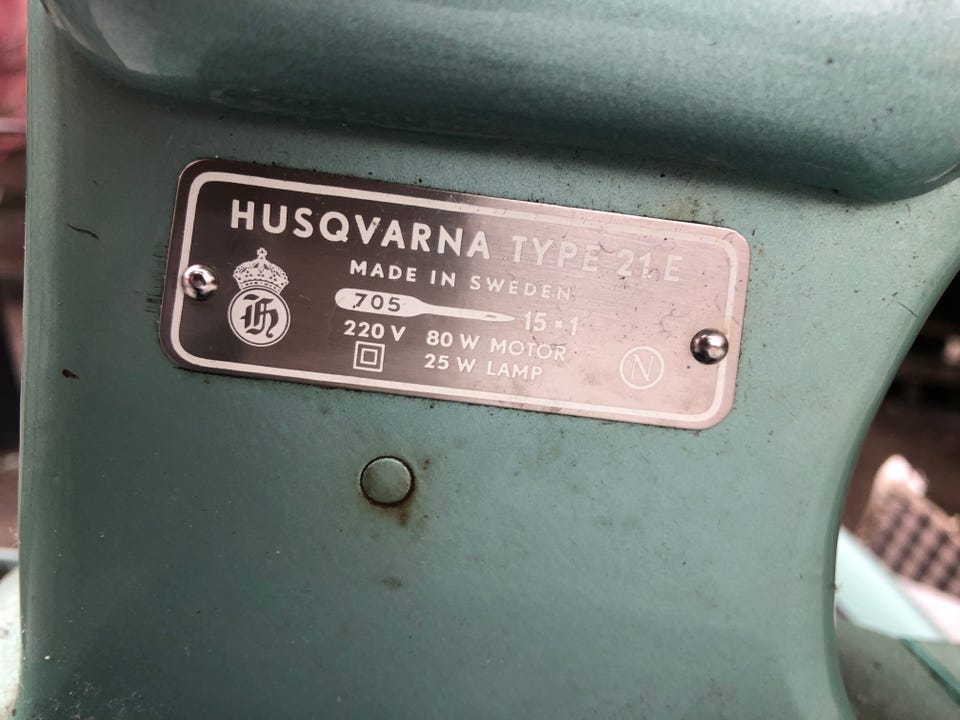 HUSQVARNA TYPE 21 E
MADE IN SWEDEN
705 15×1
220 V 80 W MOTOR
25 W LAMP
H
N